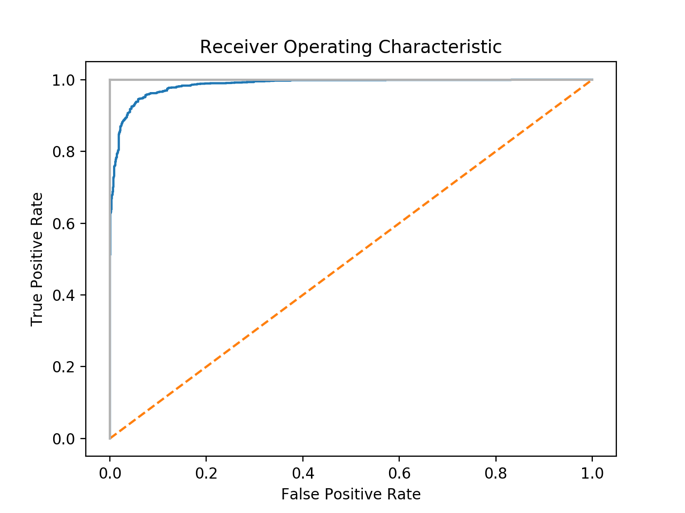 Receiver Operating Characteristic
1.0
0.8
0.6
0.4
0.2
0.0
True Positive Rate
0.0 0.2 0.4 0.6 0.8 1.0
False Positive Rate